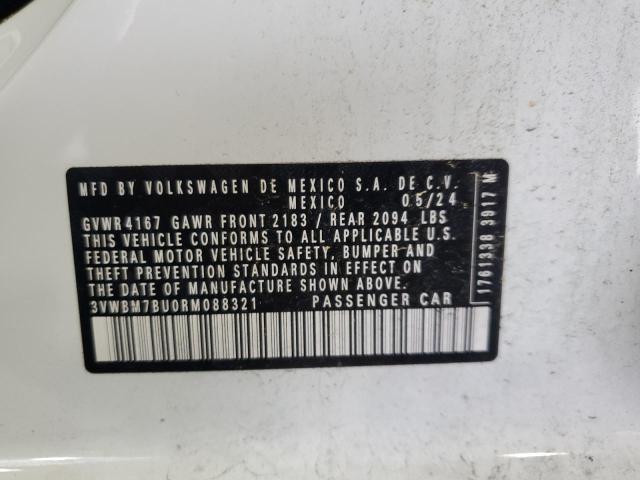 MFD BY VOLKSWAGEN DE MEXICO S.A. DE C.V.
MEXICO 05/24
GVWR 4167 GAWR FRONT 2183 / REAR 2094 LBS
THIS VEHICLE CONFORMS TO ALL APPLICABLE U.S.
FEDERAL MOTOR VEHICLE SAFETY, BUMPER AND
THEFT PREVENTION STANDARDS IN EFFECT ON
THE DATE OF MANUFACTURE SHOWN ABOVE.
3VWBM7BU0RM088321 PASSENGER CAR
1761338 3917 M